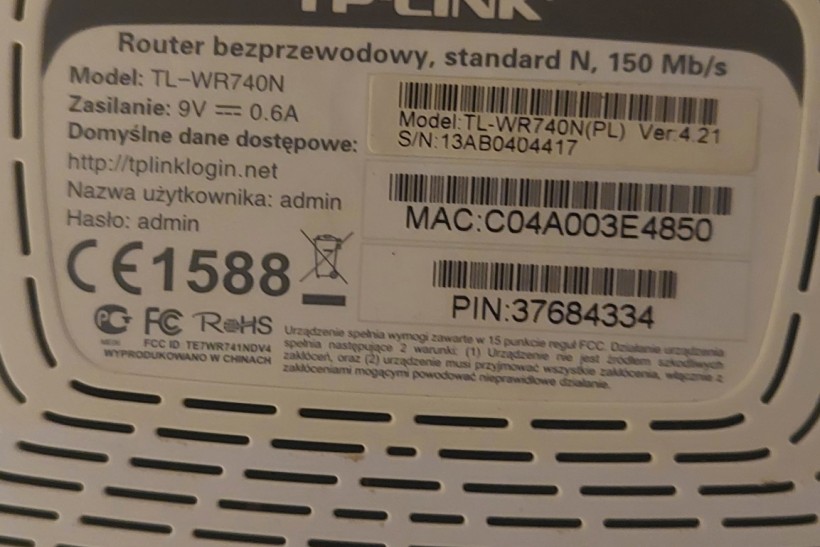 TP-LINK
Router bezprzewodowy, standard N, 150 Mb/s
Model: TL-WR740N
Zasilanie: 9V ⎓ 0.6A
Domyślne dane dostępowe:
http://tplinklogin.net
Nazwa użytkownika: admin
Hasło: admin
Model:TL-WR740N(PL) Ver:4.21
S/N:13AB0404417
MAC:C04A003E4850
PIN:37684334
CE1588
FC RoHS
FCC ID: TE7WR741NDV4
WYPRODUKOWANO W CHINACH
Urządzenie spełnia wymogi zawarte w 15 punkcie reguł FCC. Działanie urządzenia
spełnia następujące 2 warunki: (1) Urządzenie nie jest źródłem szkodliwych
zakłóceń, oraz (2) urządzenie musi przyjmować wszystkie zakłócenia, włącznie z
zakłóceniami mogącymi powodować nieprawidłowe działanie.